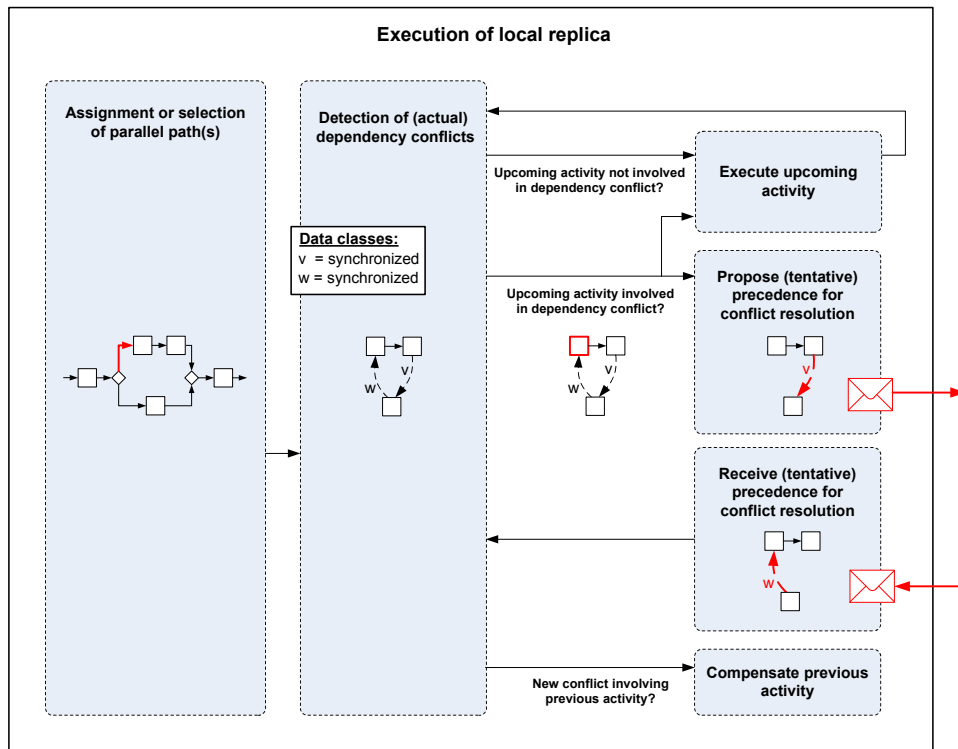 Execution of local replica
Assignment or selection
of parallel path(s)
Detection of (actual)
dependency conflicts
Upcoming activity not involved
in dependency conflict?
Execute upcoming
activity
Data classes:
v = synchronized
w = synchronized
Upcoming activity involved
in dependency conflict?
Propose (tentative)
precedence for
conflict resolution
w
v
w
v
v
Receive (tentative)
precedence for
conflict resolution
w
New conflict involving
previous activity?
Compensate previous
activity